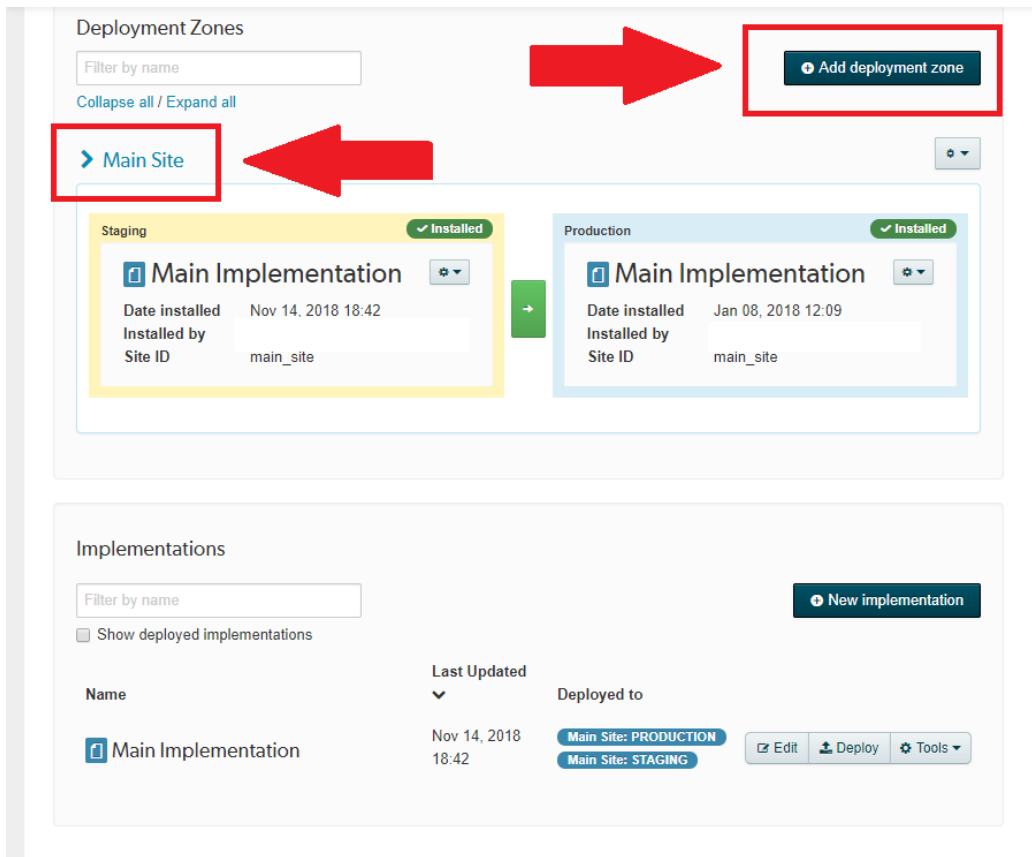 Deployment Zones
Filter by name
Add deployment zone
Collapse all / Expand all
Main Site
Staging
Installed
Main Implementation
Date installed Nov 14, 2018 18:42
Installed by
Site ID main_site
Production
Installed
Main Implementation
Date installed Jan 08, 2018 12:09
Installed by
Site ID main_site
Implementations
Filter by name
New implementation
Show deployed implementations
Name
Last Updated
Deployed to
Main Implementation
Nov 14, 2018
18:42
Main Site: PRODUCTION
Main Site: STAGING
Edit
Deploy
Tools